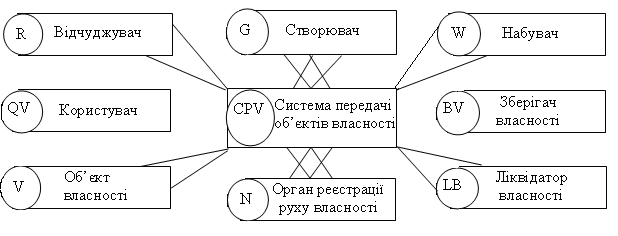 R Відчуджувач
G Створювач
W Набувач
QV Користувач
CPV Система передачі
об’єктів власності
BV Зберігач
власності
V Об’єкт
власності
N Орган реєстрації
руху власності
LB Ліквідатор
власності